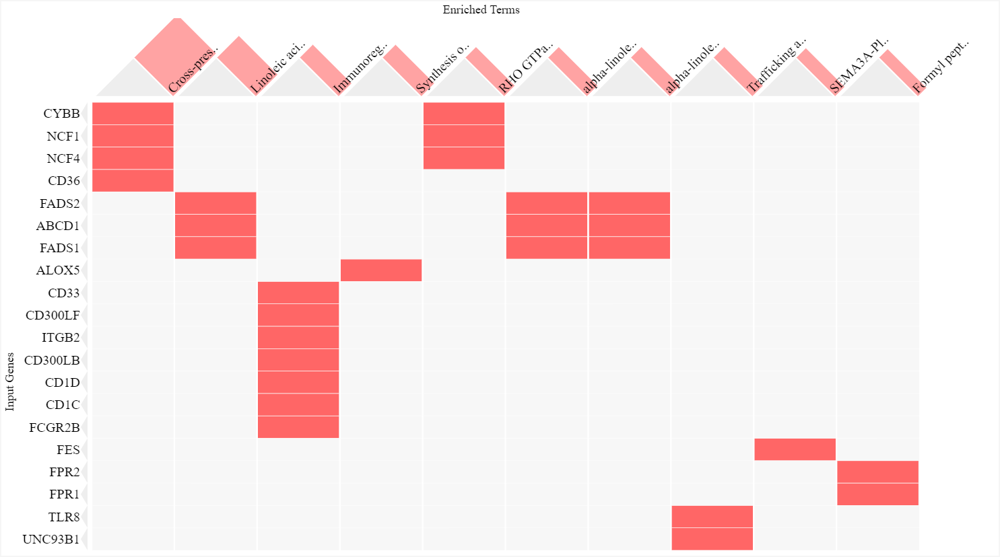 Enriched Terms
Cross-pres..
Linoleic aci..
Immunoreg..
Synthesis o..
RHO GTPa..
alpha-linole..
alpha-linole..
Trafficking a..
SEMA3A-Pl..
Formyl pept..
Input Genes
CYBB
NCF1
NCF4
CD36
FADS2
ABCD1
FADS1
ALOX5
CD33
CD300LF
ITGB2
CD300LB
CD1D
CD1C
FCGR2B
FES
FPR2
FPR1
TLR8
UNC93B1